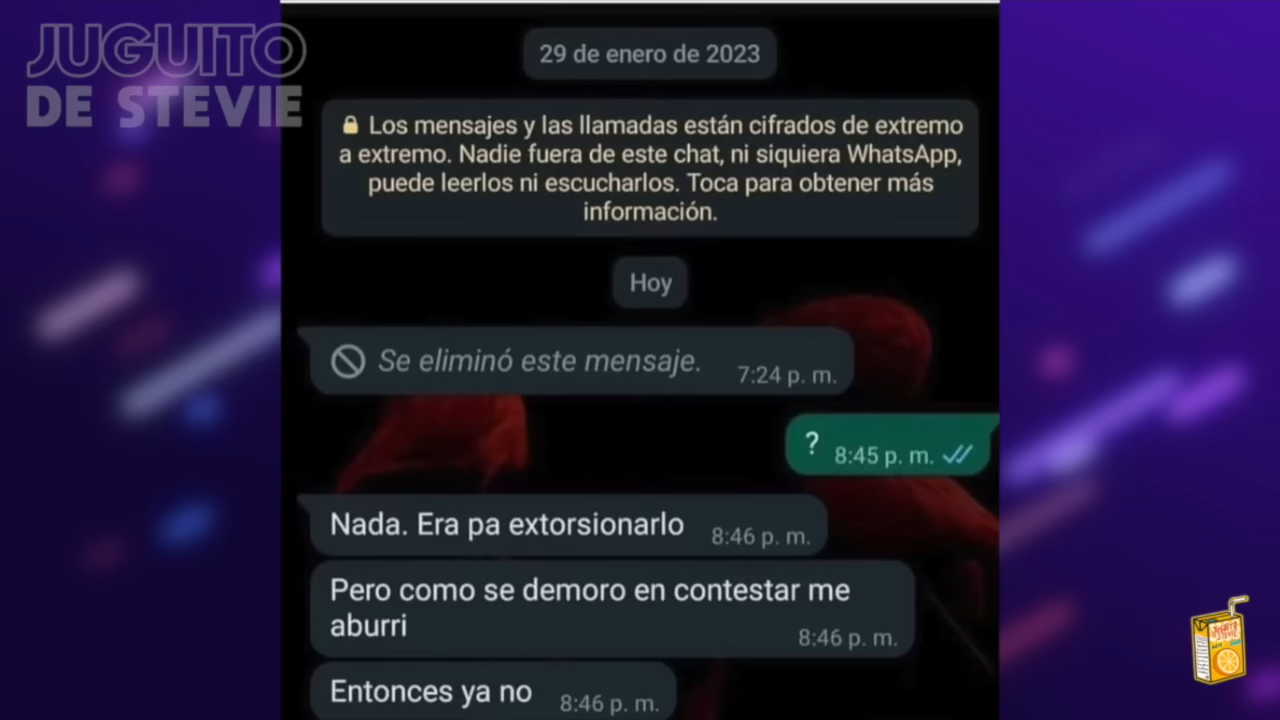 JUGUITO
DE STEVIE
29 de enero de 2023
Los mensajes y las llamadas están cifrados de extremo
a extremo. Nadie fuera de este chat, ni siquiera WhatsApp,
puede leerlos ni escucharlos. Toca para obtener más
información.
Hoy
Se eliminó este mensaje. 7:24 p. m.
? 8:45 p. m.
Nada. Era pa extorsionarlo 8:46 p. m.
Pero como se demoro en contestar me
aburri 8:46 p. m.
Entonces ya no 8:46 p. m.
JUGUITO